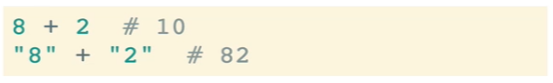 8 + 2  # 10
"8" + "2"  # 82